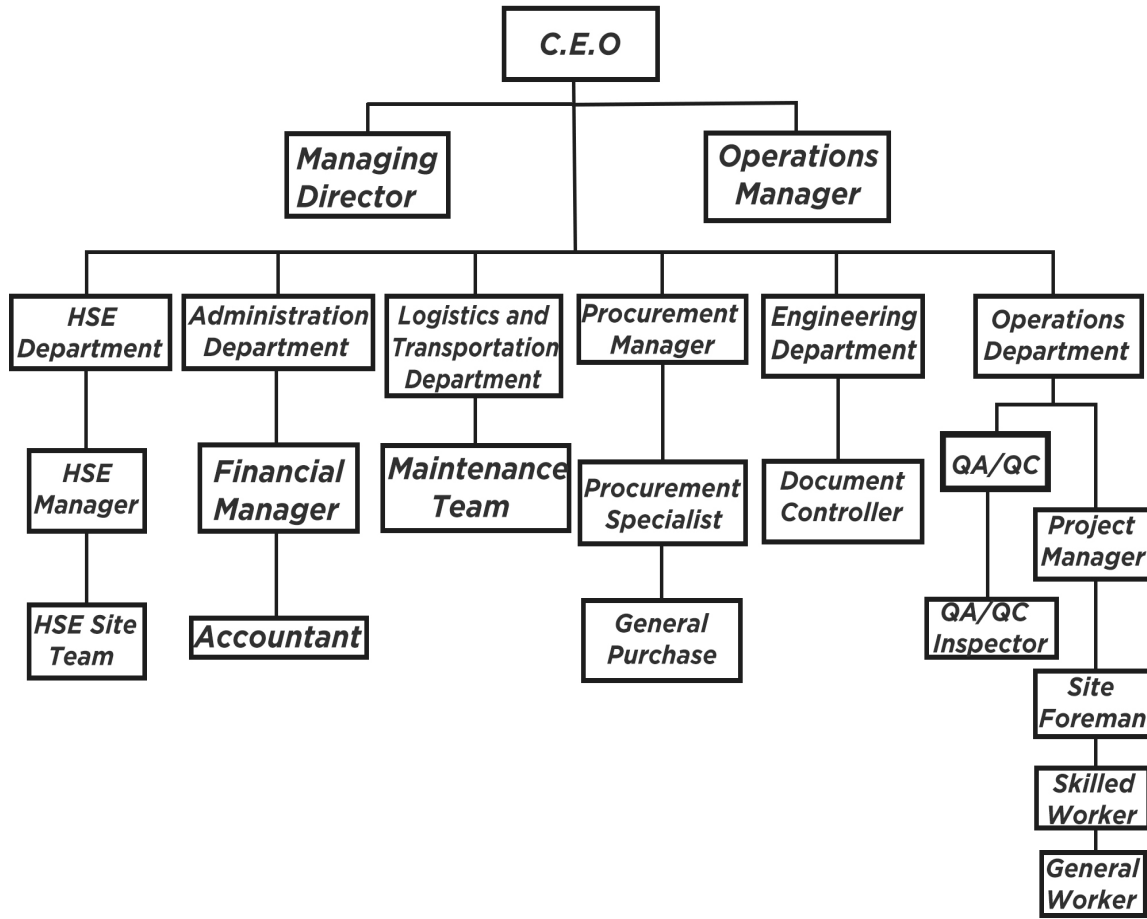 C.E.O
Managing
Director
Operations
Manager
HSE
Department
Administration
Department
Logistics and
Transportation
Department
Procurement
Manager
Engineering
Department
Operations
Department
HSE
Manager
Financial
Manager
Maintenance
Team
Procurement
Specialist
Document
Controller
QA/QC
Project
Manager
HSE Site
Team
Accountant
General
Purchase
QA/QC
Inspector
Site
Foreman
Skilled
Worker
General
Worker